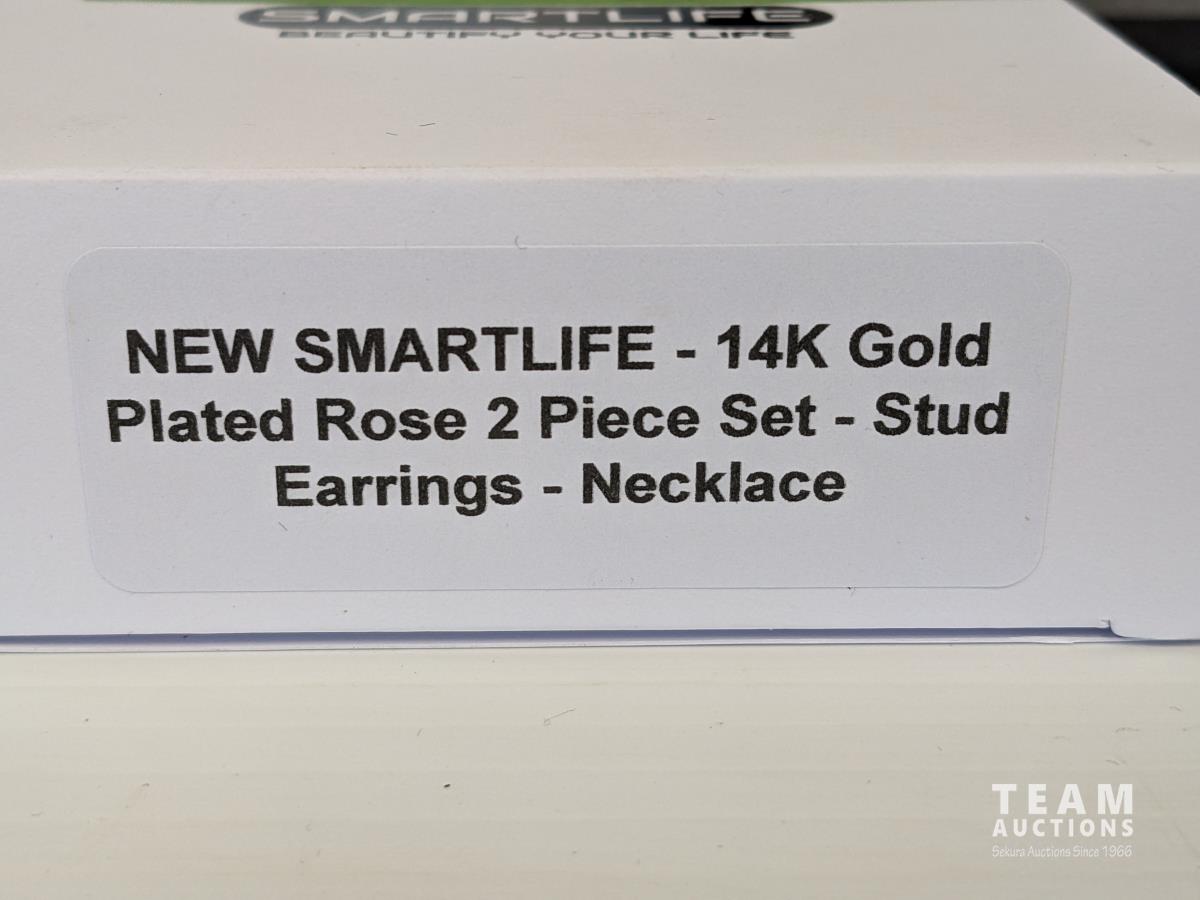 SMARTLIFE
BEAUTIFY YOUR LIFE
NEW SMARTLIFE - 14K Gold
Plated Rose 2 Piece Set - Stud
Earrings - Necklace
TEAM
AUCTIONS
Sekura Auctions Since 1966